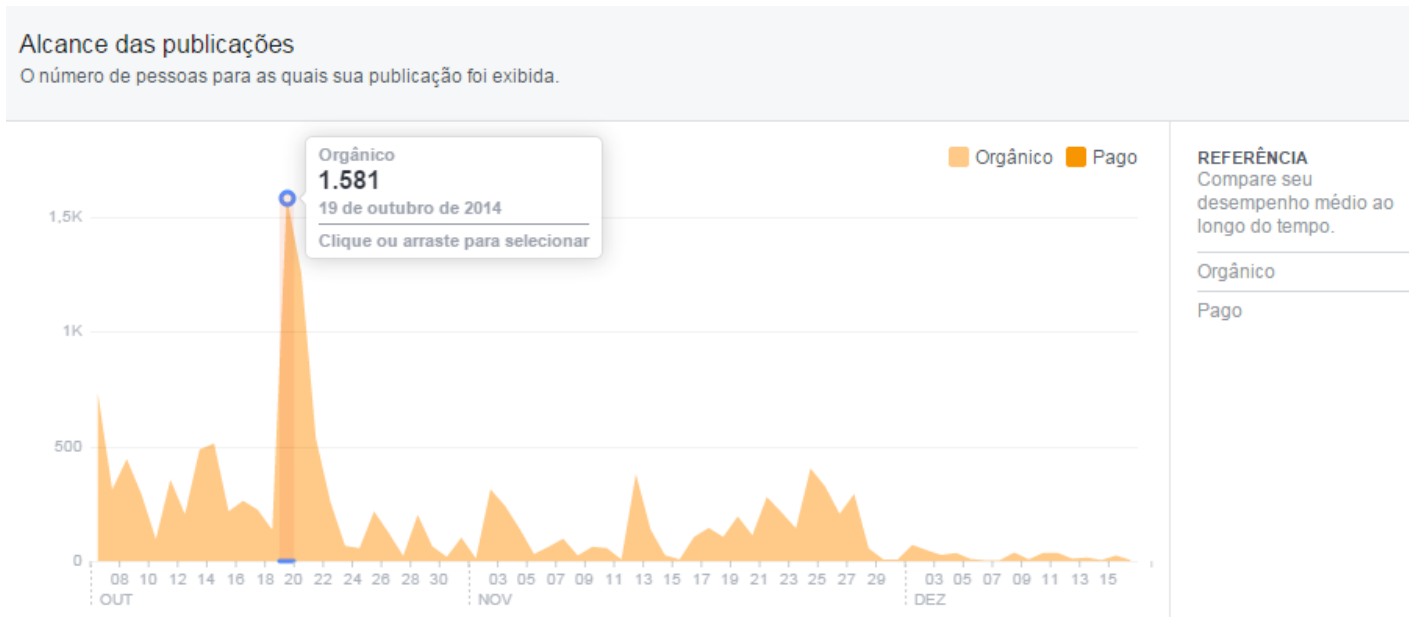 Alcance das publicações
O número de pessoas para as quais sua publicação foi exibida.
Orgânico
1.581
19 de outubro de 2014
Clique ou arraste para selecionar
Orgânico Pago
1,5K
1K
500
0
08 10 12 14 16 18 20 22 24 26 28 30 03 05 07 09 11 13 15 17 19 21 23 25 27 29 03 05 07 09 11 13 15
OUT NOV DEZ
REFERÊNCIA
Compare seu
desempenho médio ao
longo do tempo.
Orgânico
Pago